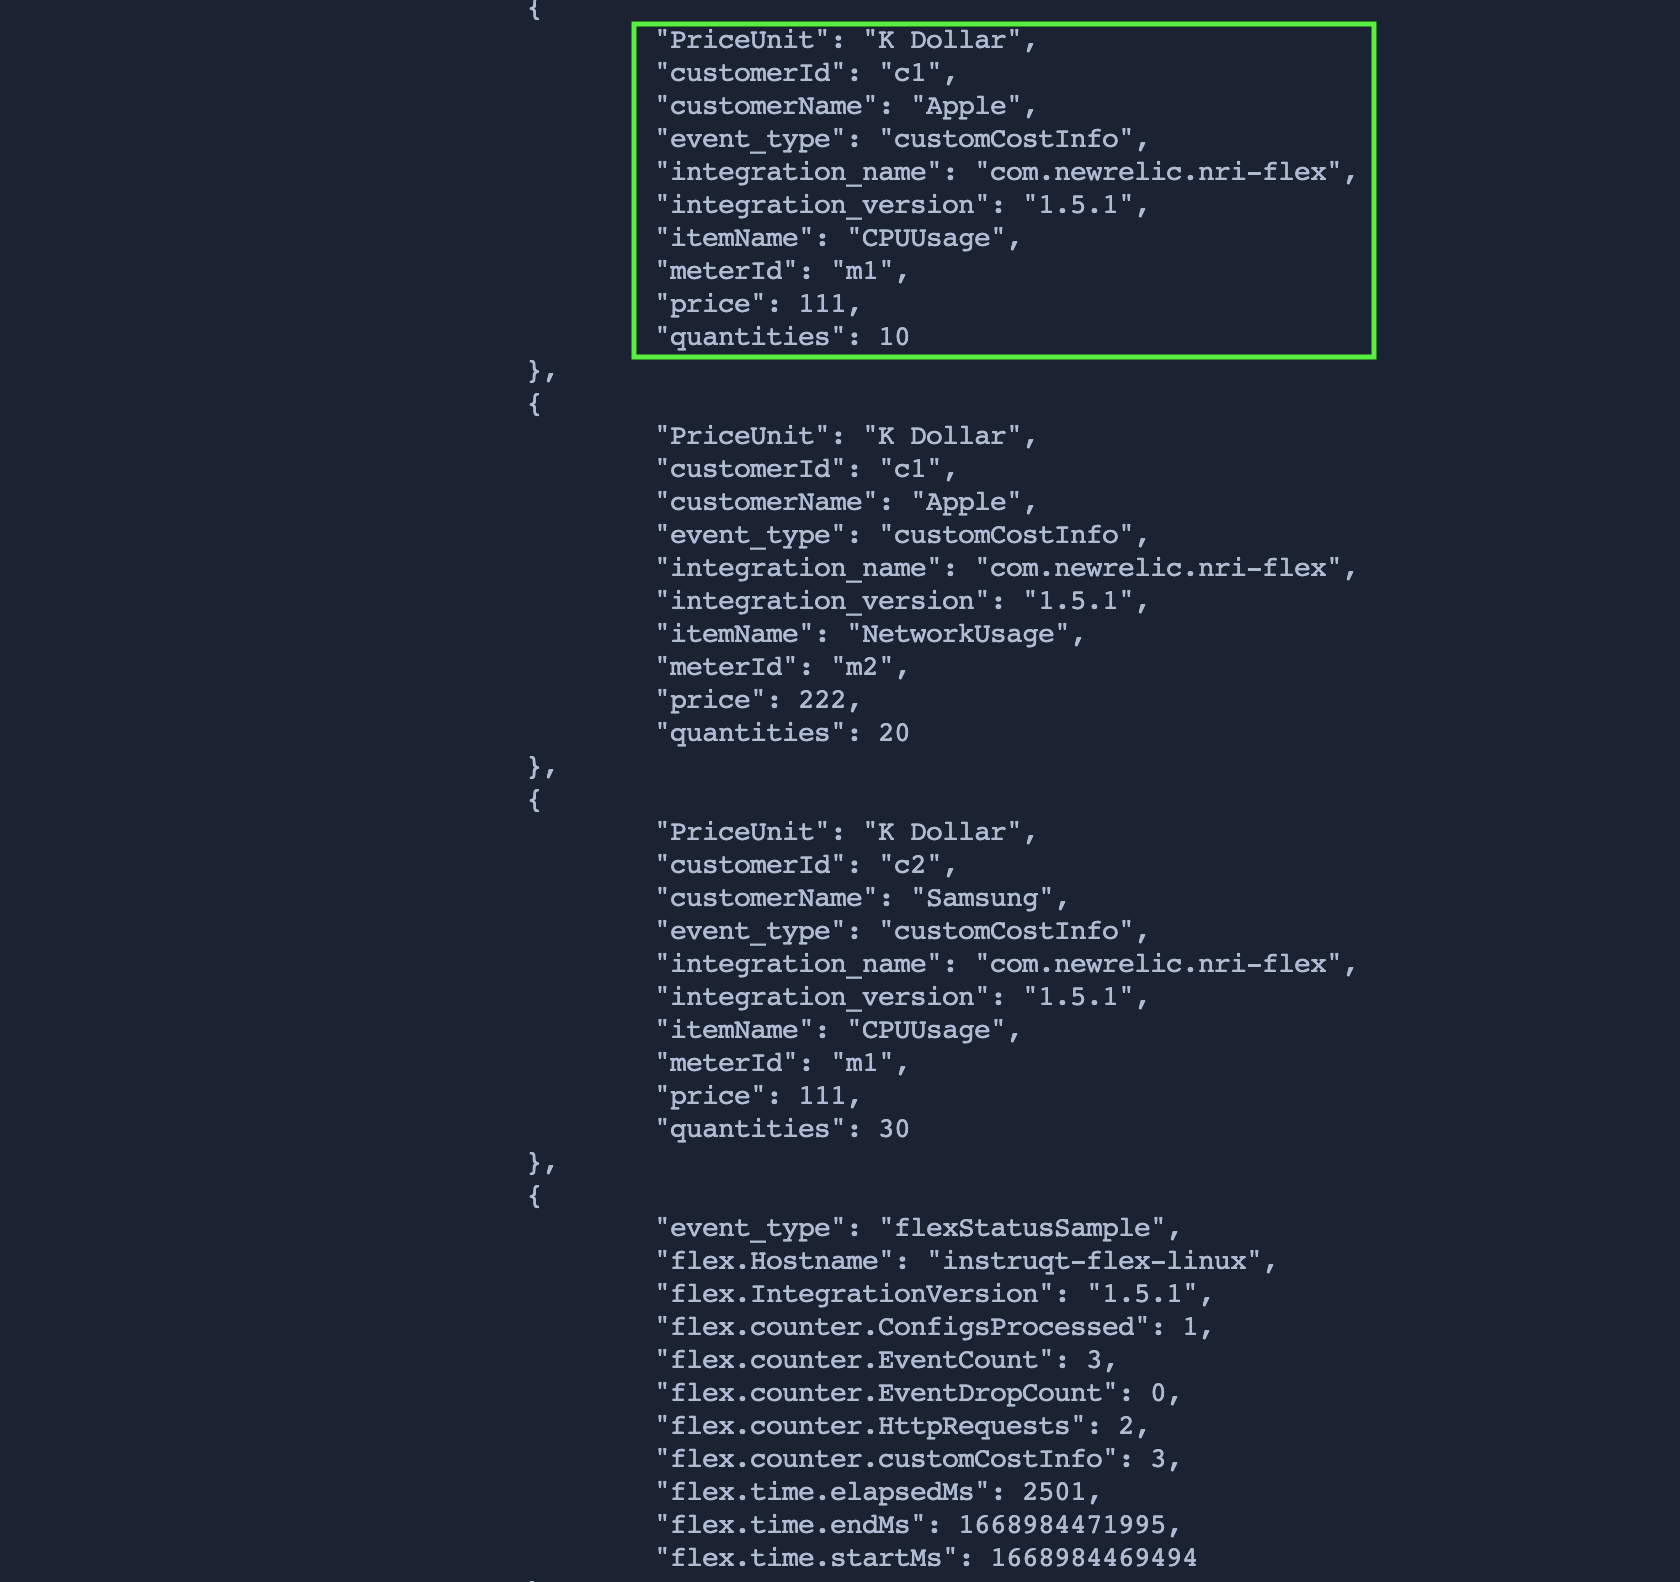 {
"PriceUnit": "K Dollar",
"customerId": "c1",
"customerName": "Apple",
"event_type": "customCostInfo",
"integration_name": "com.newrelic.nri-flex",
"integration_version": "1.5.1",
"itemName": "CPUUsage",
"meterId": "m1",
"price": 111,
"quantities": 10
},
{
"PriceUnit": "K Dollar",
"customerId": "c1",
"customerName": "Apple",
"event_type": "customCostInfo",
"integration_name": "com.newrelic.nri-flex",
"integration_version": "1.5.1",
"itemName": "NetworkUsage",
"meterId": "m2",
"price": 222,
"quantities": 20
},
{
"PriceUnit": "K Dollar",
"customerId": "c2",
"customerName": "Samsung",
"event_type": "customCostInfo",
"integration_name": "com.newrelic.nri-flex",
"integration_version": "1.5.1",
"itemName": "CPUUsage",
"meterId": "m1",
"price": 111,
"quantities": 30
},
{
"event_type": "flexStatusSample",
"flex.Hostname": "instruqt-flex-linux",
"flex.IntegrationVersion": "1.5.1",
"flex.counter.ConfigsProcessed": 1,
"flex.counter.EventCount": 3,
"flex.counter.EventDropCount": 0,
"flex.counter.HttpRequests": 2,
"flex.counter.customCostInfo": 3,
"flex.time.elapsedMs": 2501,
"flex.time.endMs": 1668984471995,
"flex.time.startMs": 1668984469494